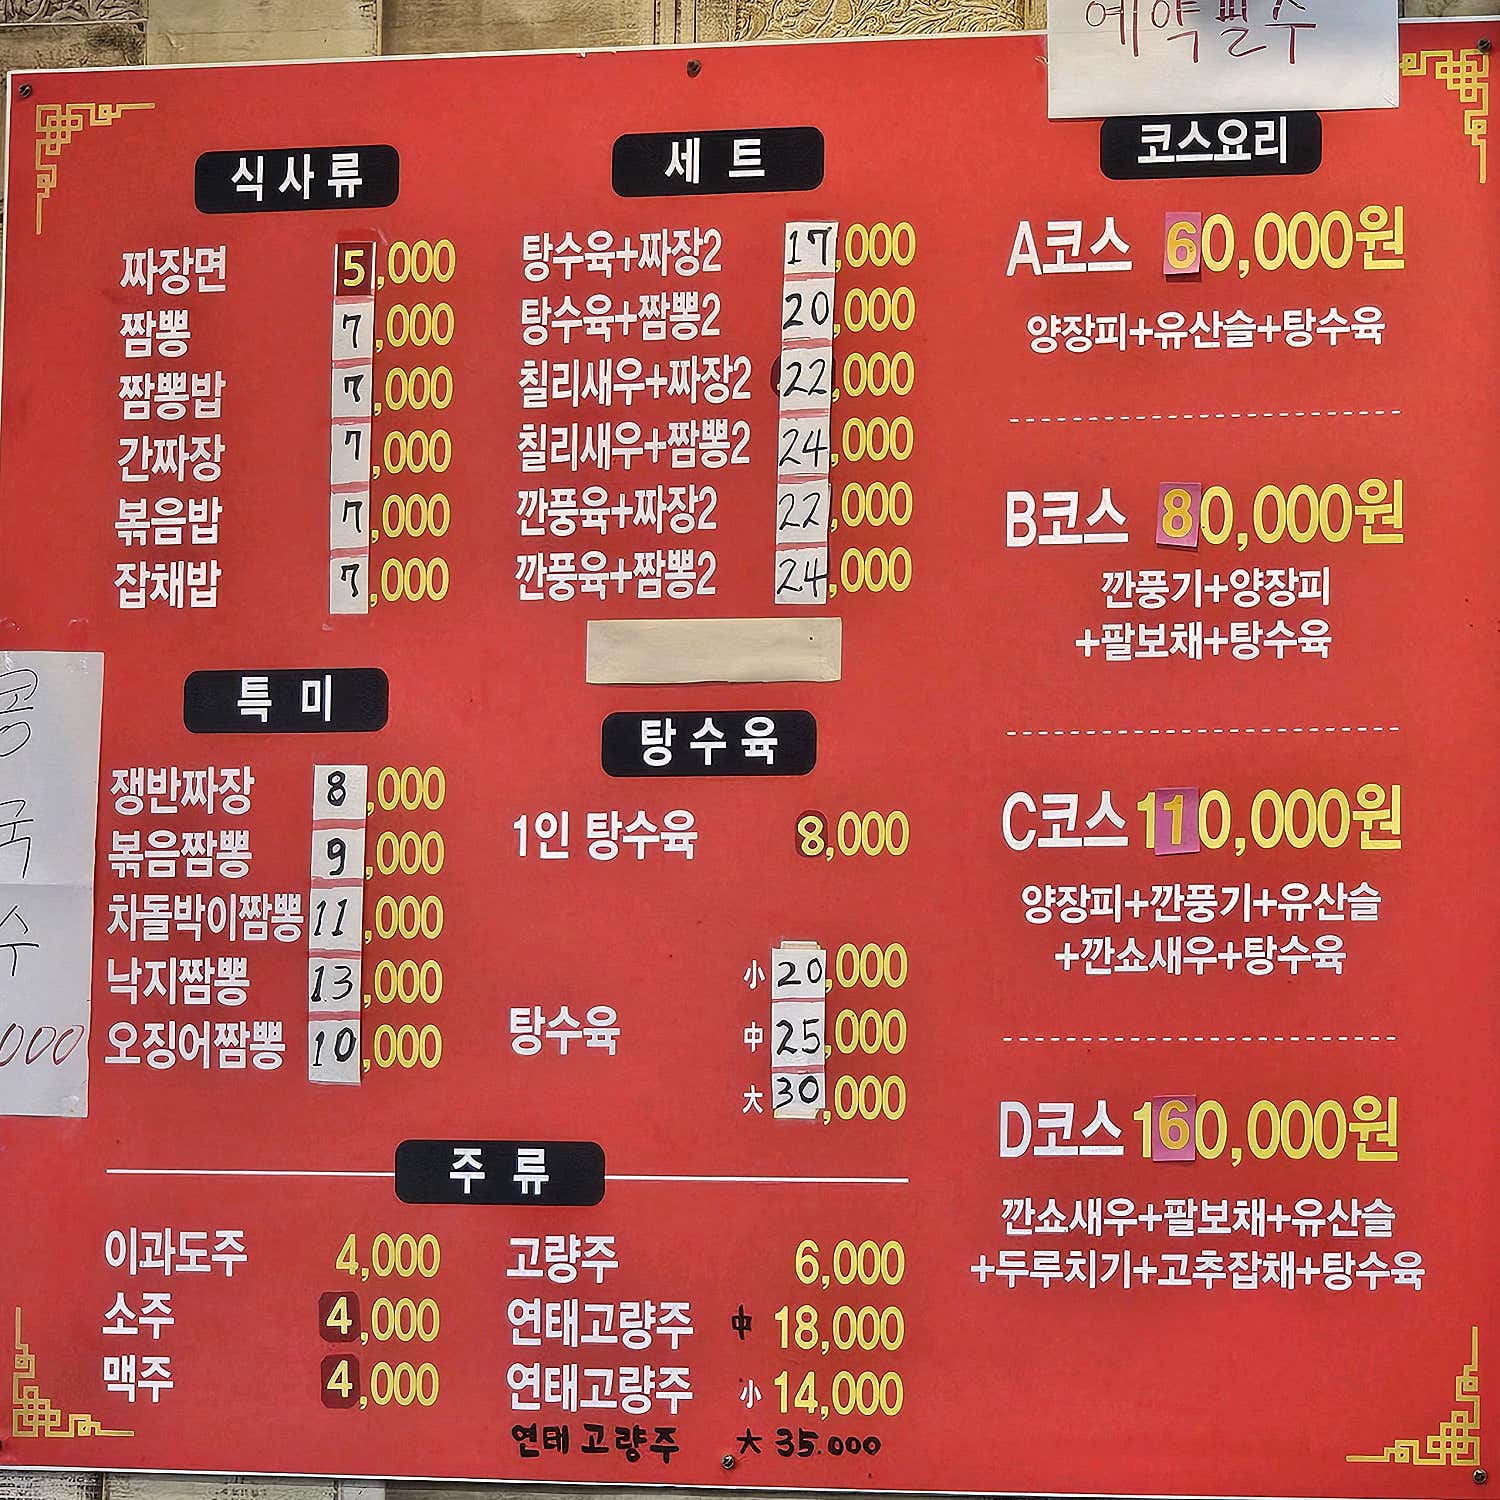 예약필수
식사류
짜장면 5,000
짬뽕 7,000
짬뽕밥 7,000
간짜장 7,000
볶음밥 7,000
잡채밥 7,000
특미
쟁반짜장 8,000
볶음짬뽕 9,000
차돌박이짬뽕 11,000
낙지짬뽕 13,000
오징어짬뽕 10,000
콩
국
수
000
세트
탕수육+짜장2 17,000
탕수육+짬뽕2 20,000
칠리새우+짜장2 22,000
칠리새우+짬뽕2 24,000
깐풍육+짜장2 22,000
깐풍육+짬뽕2 24,000
탕수육
1인 탕수육 8,000
탕수육
小 20,000
中 25,000
大 30,000
주류
이과도주 4,000
소주 4,000
맥주 4,000
고량주 6,000
연태고량주 中 18,000
연태고량주 小 14,000
연태고량주 大 35.000
코스요리
A코스 60,000원
양장피+유산슬+탕수육
B코스 80,000원
깐풍기+양장피
+팔보채+탕수육
C코스 110,000원
양장피+깐풍기+유산슬
+깐쇼새우+탕수육
D코스 160,000원
깐쇼새우+팔보채+유산슬
+두루치기+고추잡채+탕수육